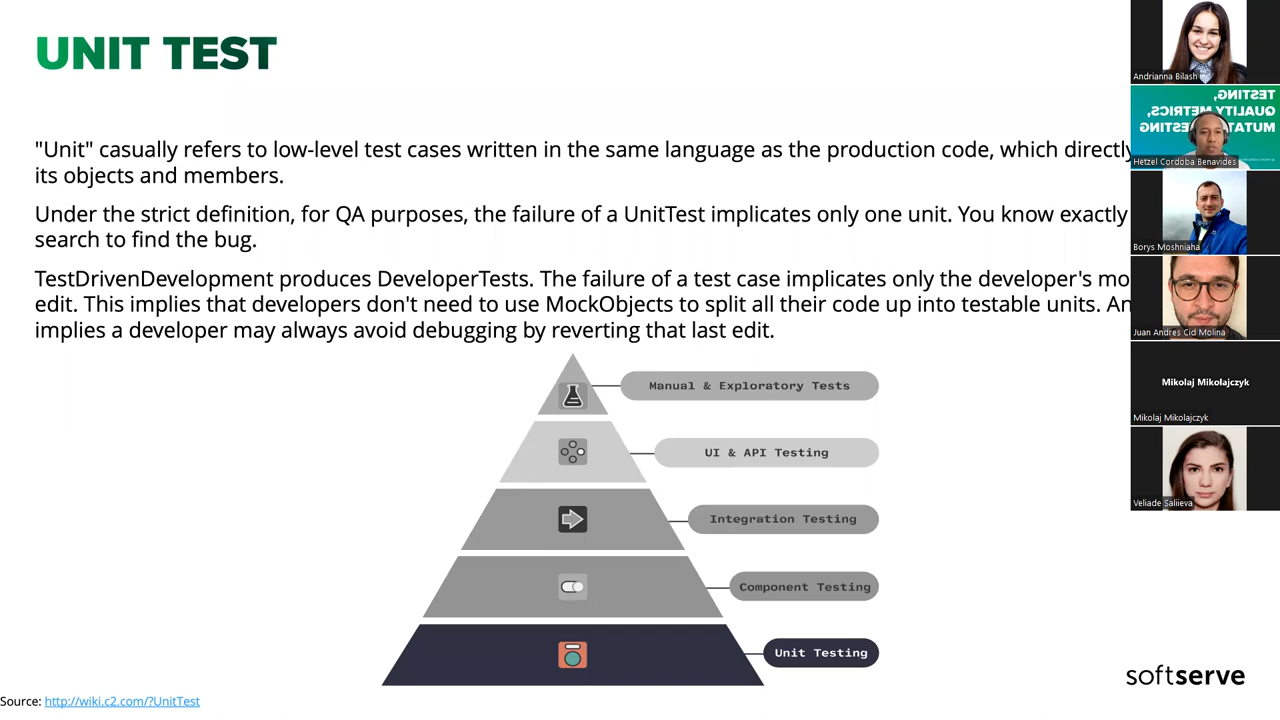 UNIT TEST
"Unit" casually refers to low-level test cases written in the same language as the production code, which directly
its objects and members.
Under the strict definition, for QA purposes, the failure of a UnitTest implicates only one unit. You know exactly
search to find the bug.
TestDrivenDevelopment produces DeveloperTests. The failure of a test case implicates only the developer's mo
edit. This implies that developers don't need to use MockObjects to split all their code up into testable units. An
implies a developer may always avoid debugging by reverting that last edit.
Manual & Exploratory Tests
UI & API Testing
Integration Testing
Component Testing
Unit Testing
Source: http://wiki.c2.com/?UnitTest
softserve
Andrianna Bilash
TESTING,
QUALITY METRICS,
Hetzel Cordoba Benavides
Borys Moshniaha
Juan Andres Cid Molina
Mikolaj Mikołajczyk
Mikolaj Mikołajczyk
Veliade Saliieva